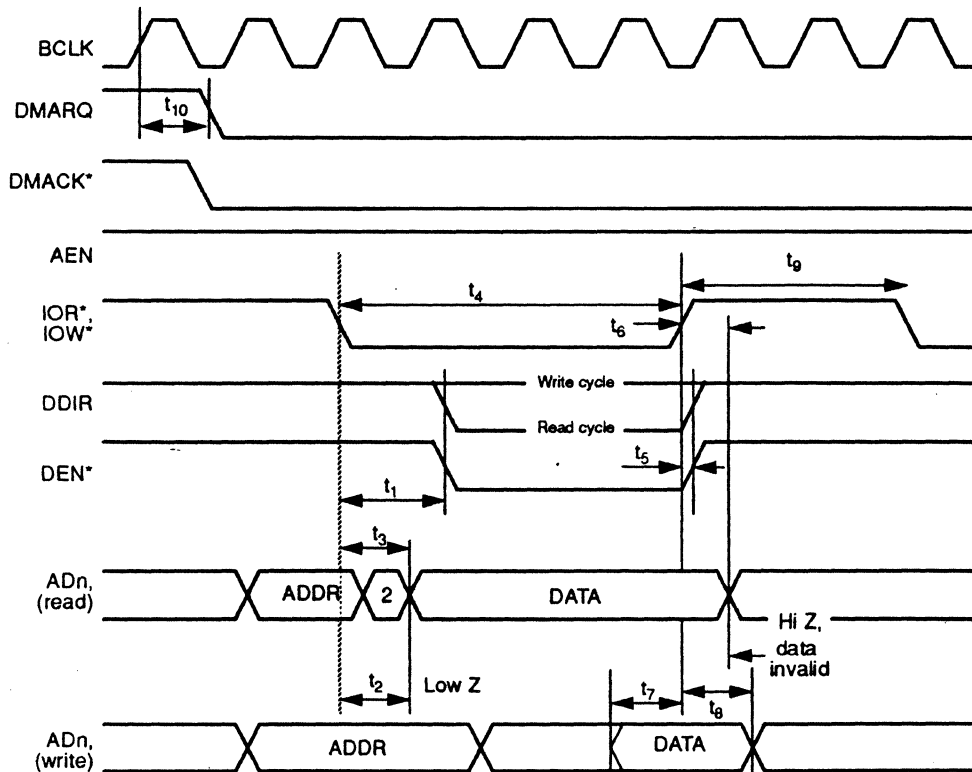 BCLK
DMARQ
t10
DMACK*
AEN
t9
t4
IOR*,
IOW*
t6
Write cycle
DDIR
Read cycle
DEN*
t5
t1
t3
ADn,
(read)
ADDR
2
DATA
Hi Z,
data
invalid
t2
Low Z
t7
t8
ADn,
(write)
ADDR
DATA